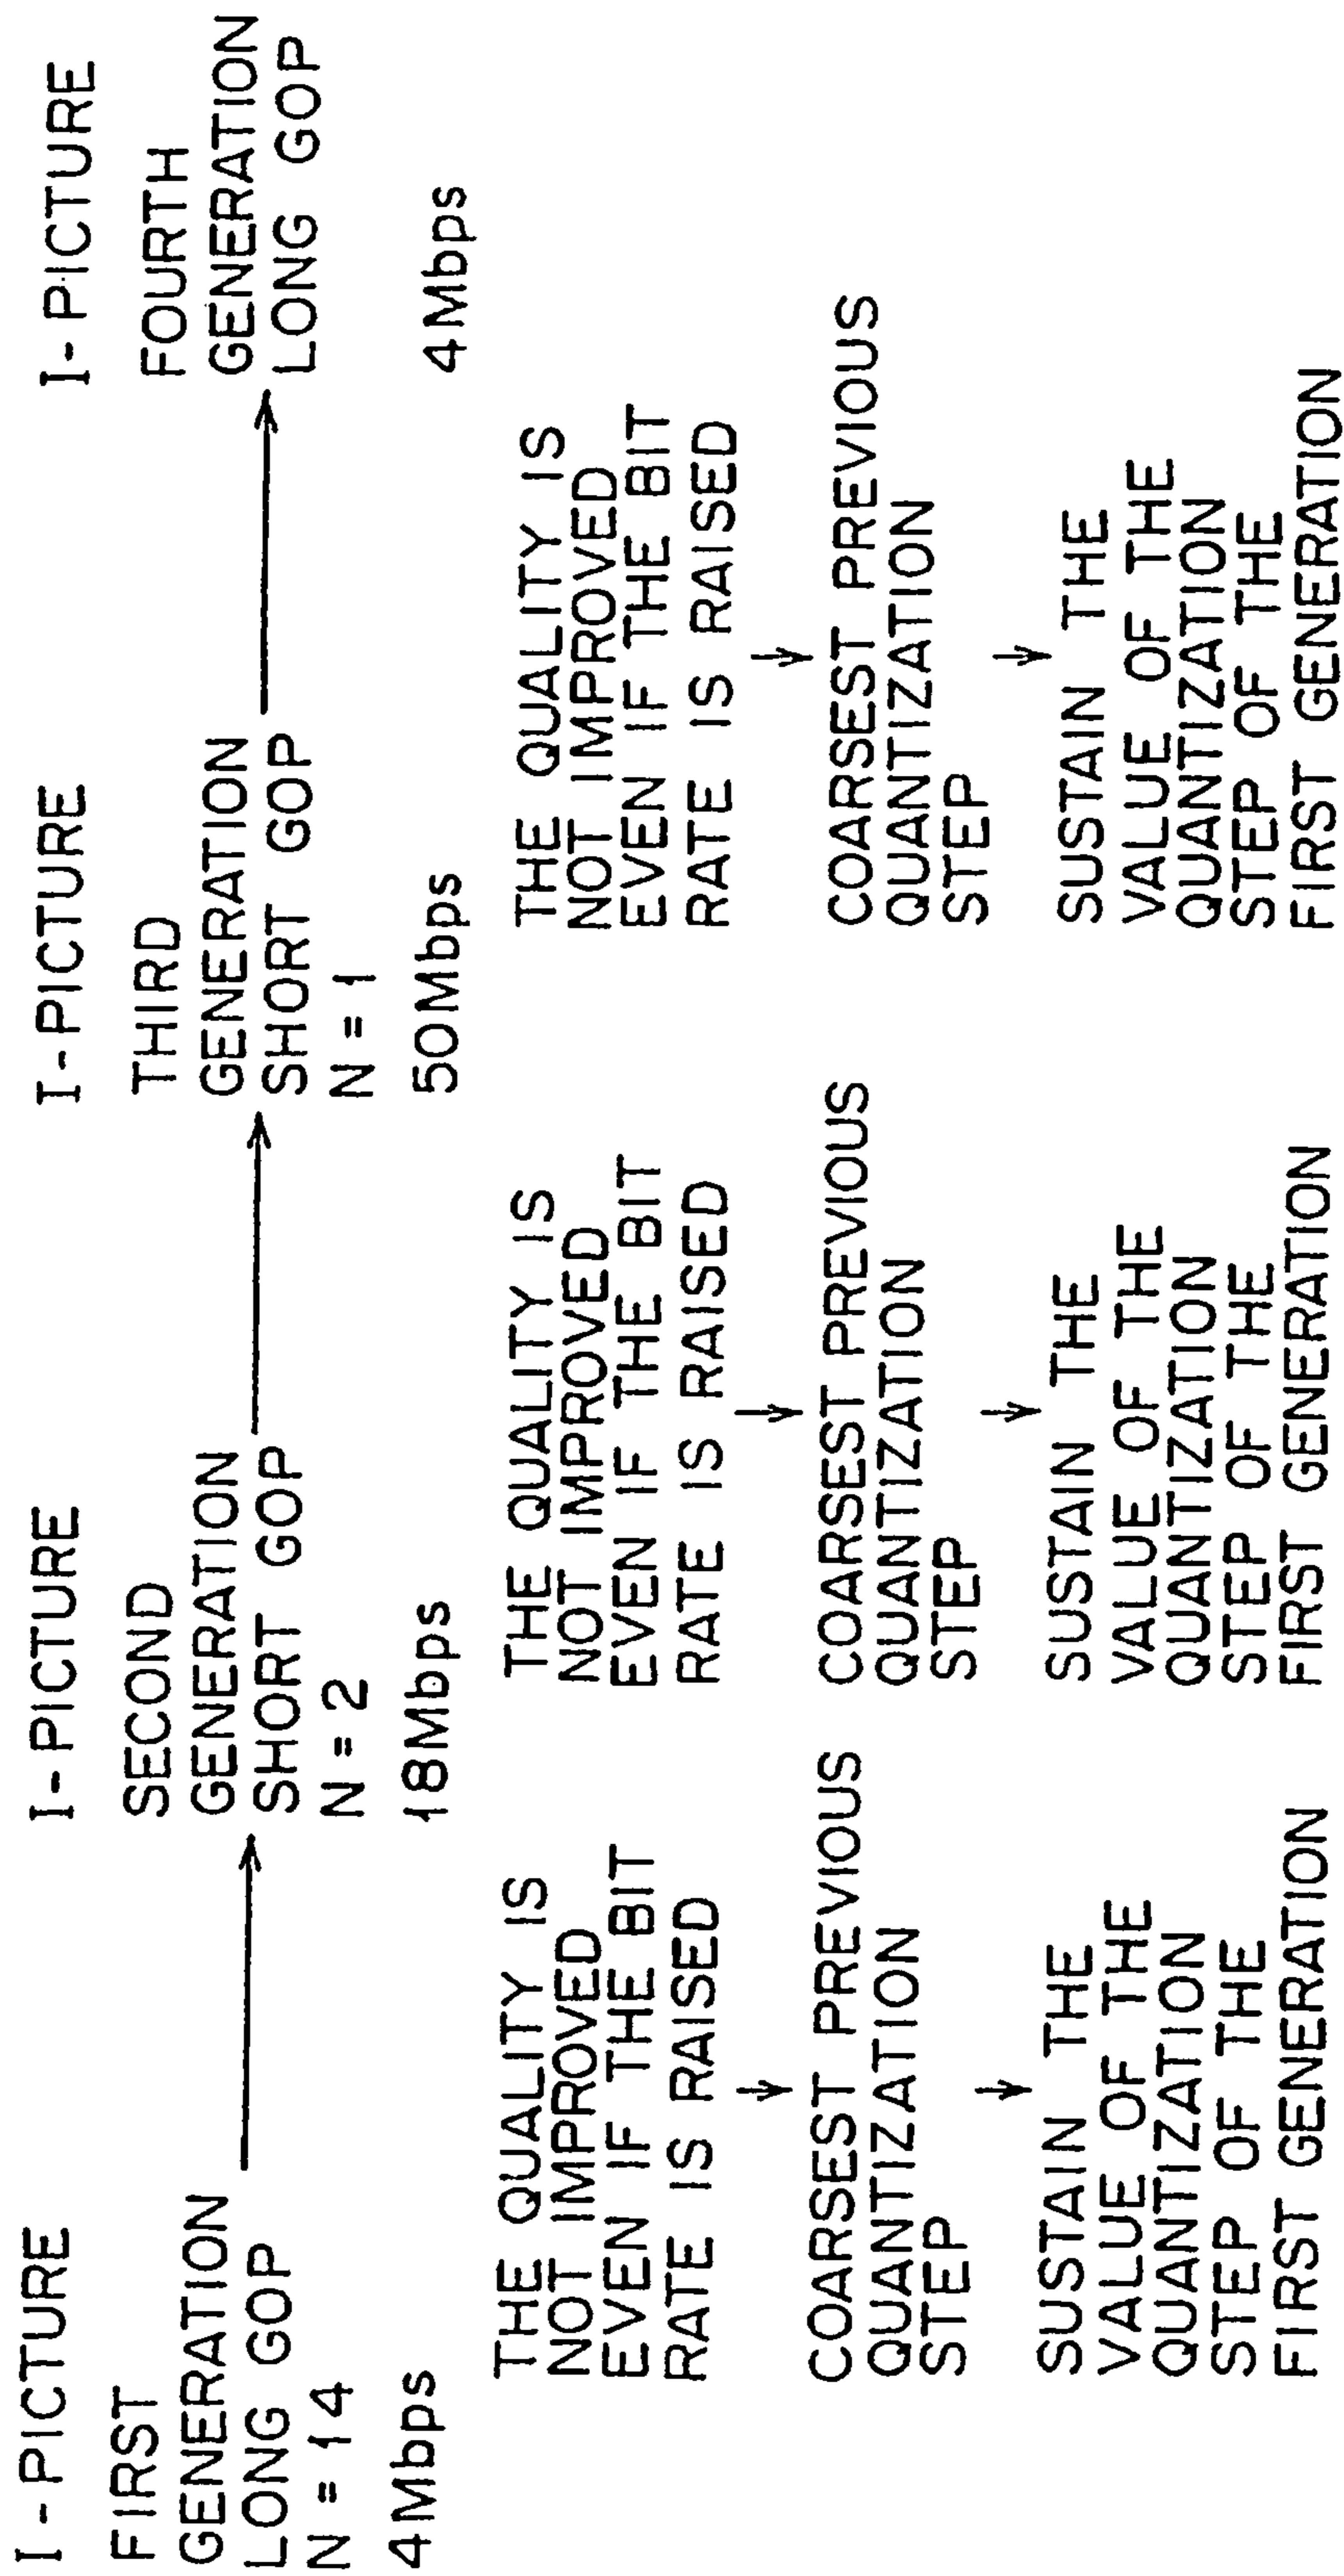 I-PICTURE
FIRST
GENERATION
LONG GOP
N = 14
4Mbps
I-PICTURE
SECOND
GENERATION
SHORT GOP
N = 2
18Mbps
I-PICTURE
THIRD
GENERATION
SHORT GOP
N = 1
50Mbps
I-PICTURE
FOURTH
GENERATION
LONG GOP
4Mbps
THE QUALITY IS
NOT IMPROVED
EVEN IF THE BIT
RATE IS RAISED
COARSEST PREVIOUS
QUANTIZATION
STEP
SUSTAIN THE
VALUE OF THE
QUANTIZATION
STEP OF THE
FIRST GENERATION
THE QUALITY IS
NOT IMPROVED
EVEN IF THE BIT
RATE IS RAISED
COARSEST PREVIOUS
QUANTIZATION
STEP
SUSTAIN THE
VALUE OF THE
QUANTIZATION
STEP OF THE
FIRST GENERATION
THE QUALITY IS
NOT IMPROVED
EVEN IF THE BIT
RATE IS RAISED
COARSEST PREVIOUS
QUANTIZATION
STEP
SUSTAIN THE
VALUE OF THE
QUANTIZATION
STEP OF THE
FIRST GENERATION